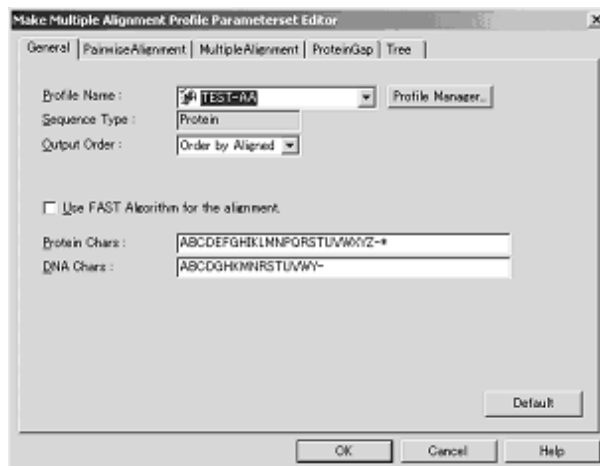 Make Multiple Alignment Profile Parameterset Editor
General PairwiseAlignment MultipleAlignment ProteinGap Tree
Profile Name : TEST-AA Profile Manager...
Sequence Type : Protein
Output Order : Order by Aligned
Use FAST Algorithm for the alignment.
Protein Chars : ABCDEFGHIKLMNPQRSTUVWXYZ-*
DNA Chars : ABCDGHKMNRSTUVWY-
Default
OK Cancel Help